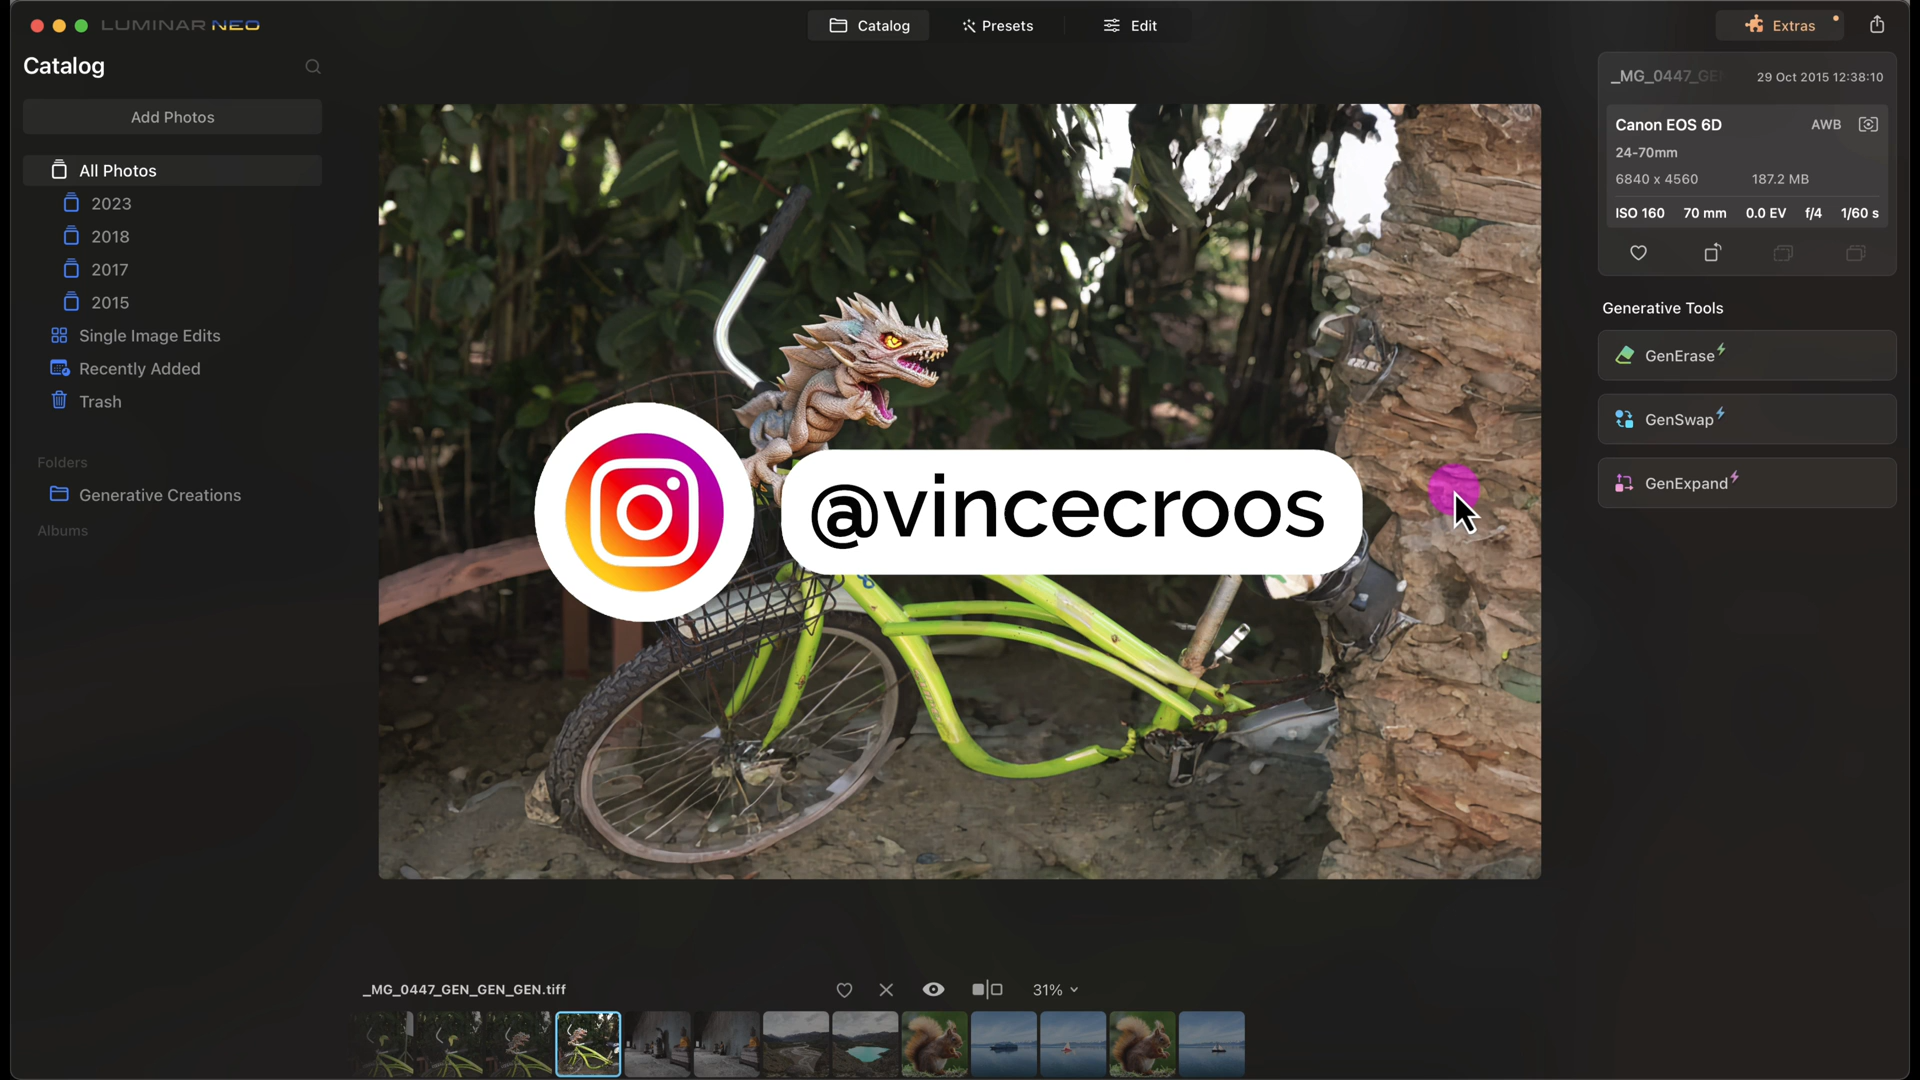 LUMINAR NEO
Catalog
Presets
Edit
Extras
Catalog
Add Photos
All Photos
2023
2018
2017
2015
Single Image Edits
Recently Added
Trash
Folders
Generative Creations
Albums
@vincecroos
_MG_0447_GEN
29 Oct 2015 12:38:10
Canon EOS 6D
AWB
24-70mm
6840 x 4560
187.2 MB
ISO 160
70 mm
0.0 EV
f/4
1/60 s
Generative Tools
GenErase
GenSwap
GenExpand
_MG_0447_GEN_GEN_GEN.tiff
31%